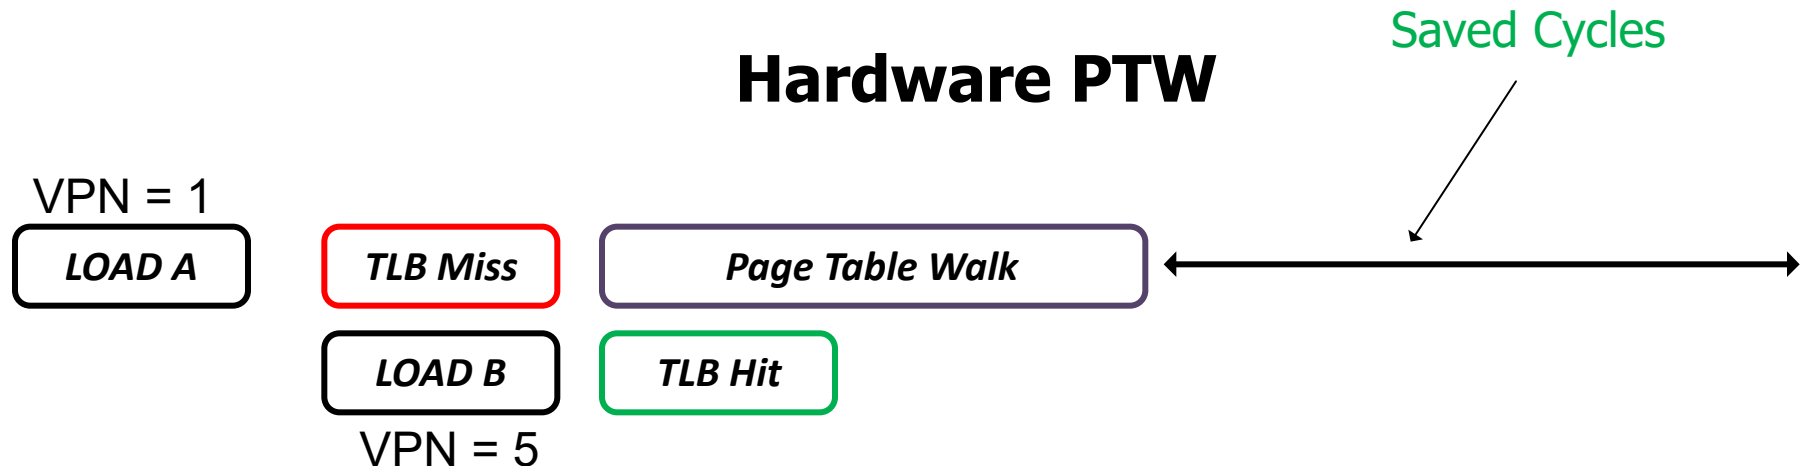 Saved Cycles
Hardware PTW
VPN = 1
LOAD A
TLB Miss
Page Table Walk
LOAD B
TLB Hit
VPN = 5